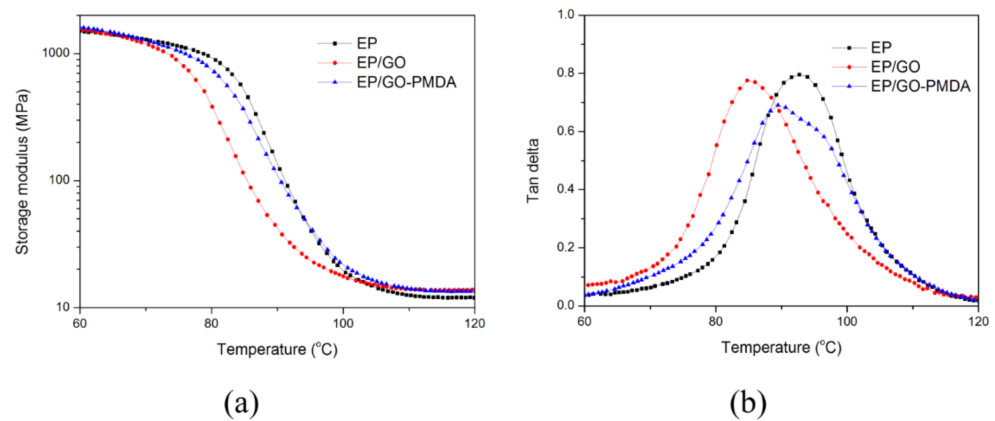 1000
100
10
Storage modulus (MPa)
EP
EP/GO
EP/GO-PMDA
60
80
100
120
Temperature (°C)
(a)
1.0
0.8
0.6
0.4
0.2
0.0
Tan delta
EP
EP/GO
EP/GO-PMDA
60
80
100
120
Temperature (°C)
(b)